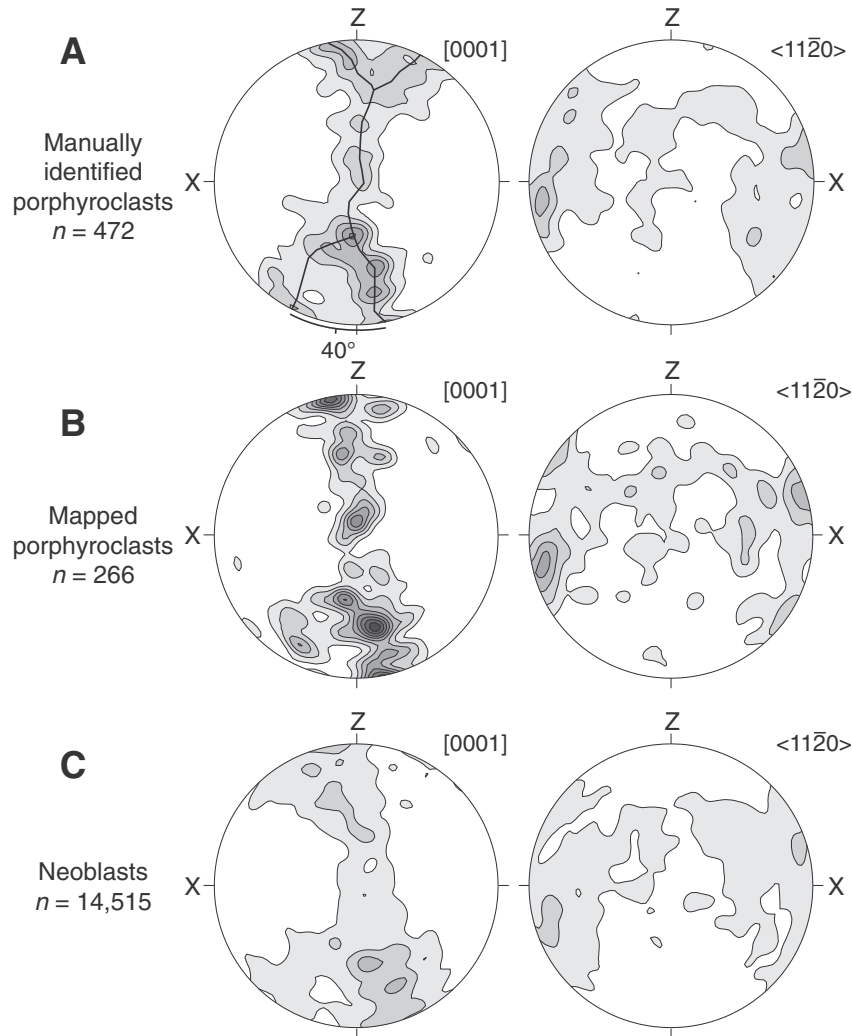 A
Z
[0001]
Z
<112̅0>
Manually
identified
porphyroclasts
n = 472
X
X
40°
B
Z
[0001]
Z
<112̅0>
Mapped
porphyroclasts
n = 266
X
X
C
Z
[0001]
Z
<112̅0>
Neoblasts
n = 14,515
X
X